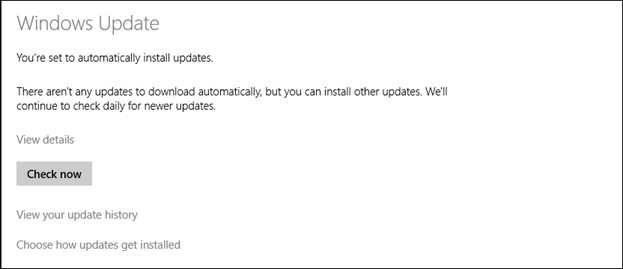 Windows Update
You're set to automatically install updates.
There aren't any updates to download automatically, but you can install other updates. We'll
continue to check daily for newer updates.
View details
Check now
View your update history
Choose how updates get installed